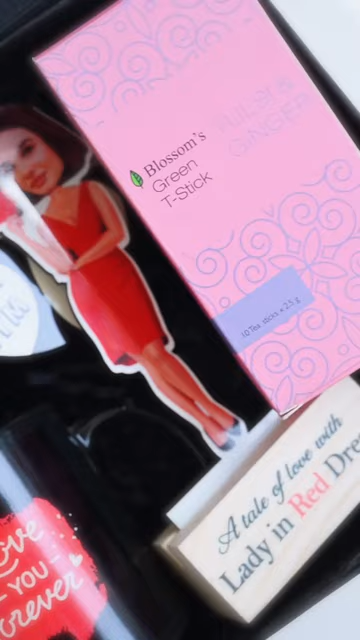 TULSI &
GINGER
Blossom's
Green
T-Stick
10 Tea sticks x 2.5 g
A tale of love with
Lady in Red Dre
Love
- YOU -
Forever